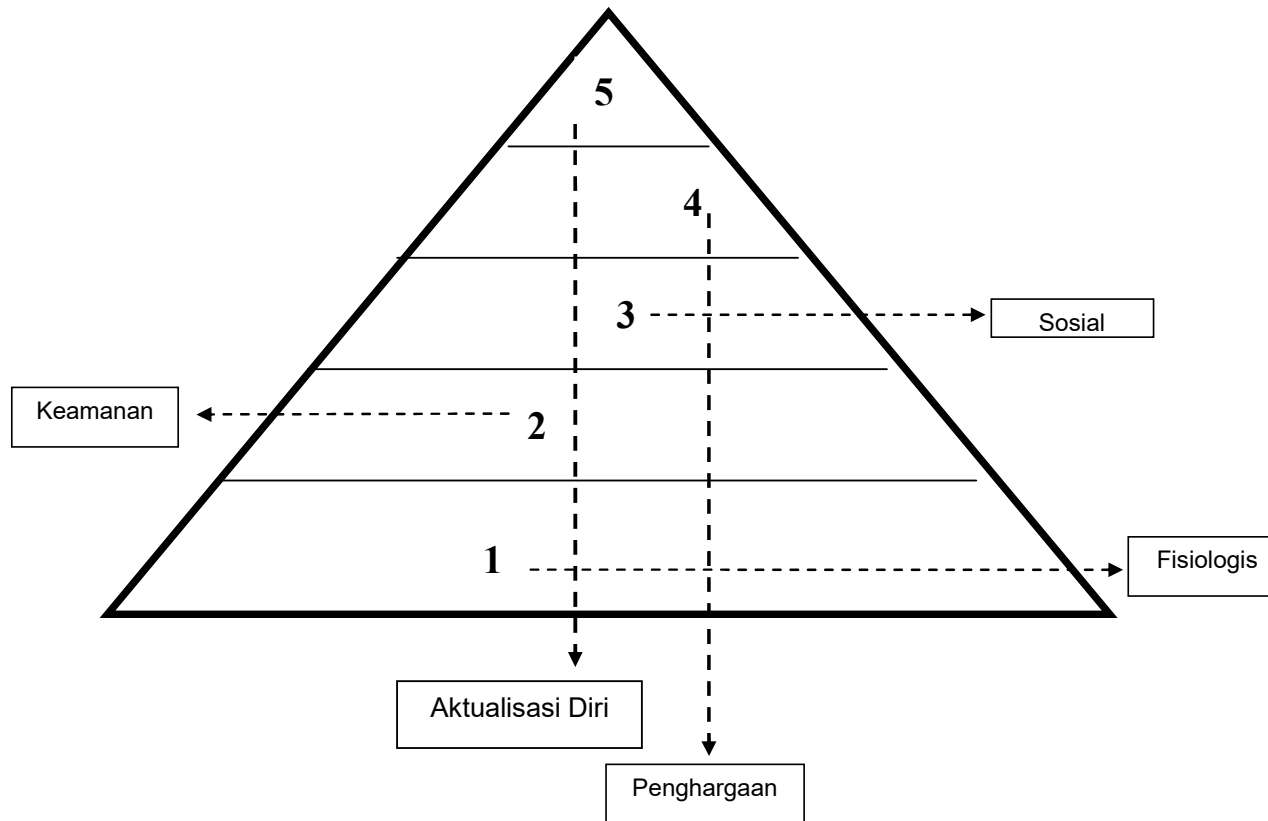 5
4
3
Sosial
Keamanan
2
1
Fisiologis
Aktualisasi Diri
Penghargaan